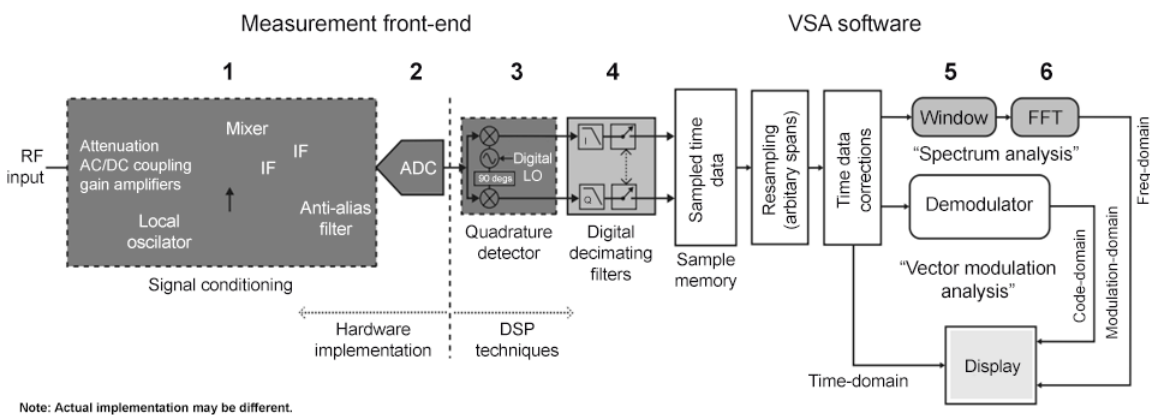 Measurement front-end
VSA software
1
2
3
4
5
6
RF
input
Attenuation
AC/DC coupling
gain amplifiers
Mixer
IF
IF
Local
oscilator
Anti-alias
filter
Signal conditioning
ADC
Digital
LO
90 degs
Quadrature
detector
I
Q
Digital
decimating
filters
Sampled time
data
Sample
memory
Resampling
(arbitary spans)
Time data
corrections
Window
FFT
"Spectrum analysis"
Demodulator
"Vector modulation
analysis"
Code-domain
Modulation-domain
Freq-domain
Hardware
implementation
DSP
techniques
Time-domain
Display
Note: Actual implementation may be different.